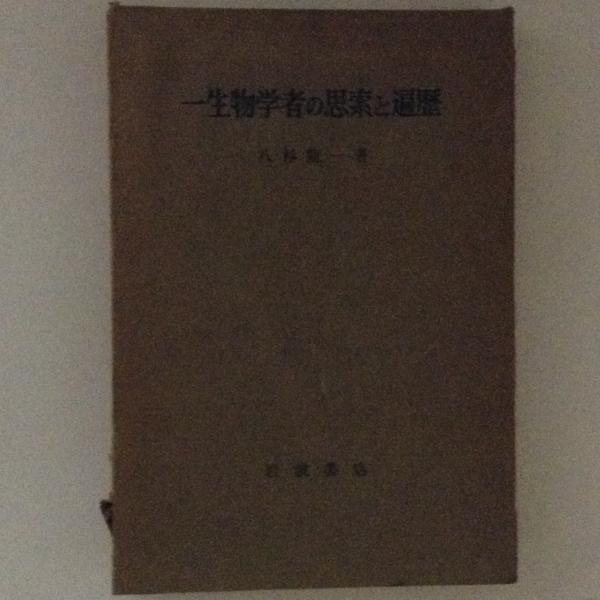 一生物学者の思索と遍歴
八杉龍一著
岩波書店